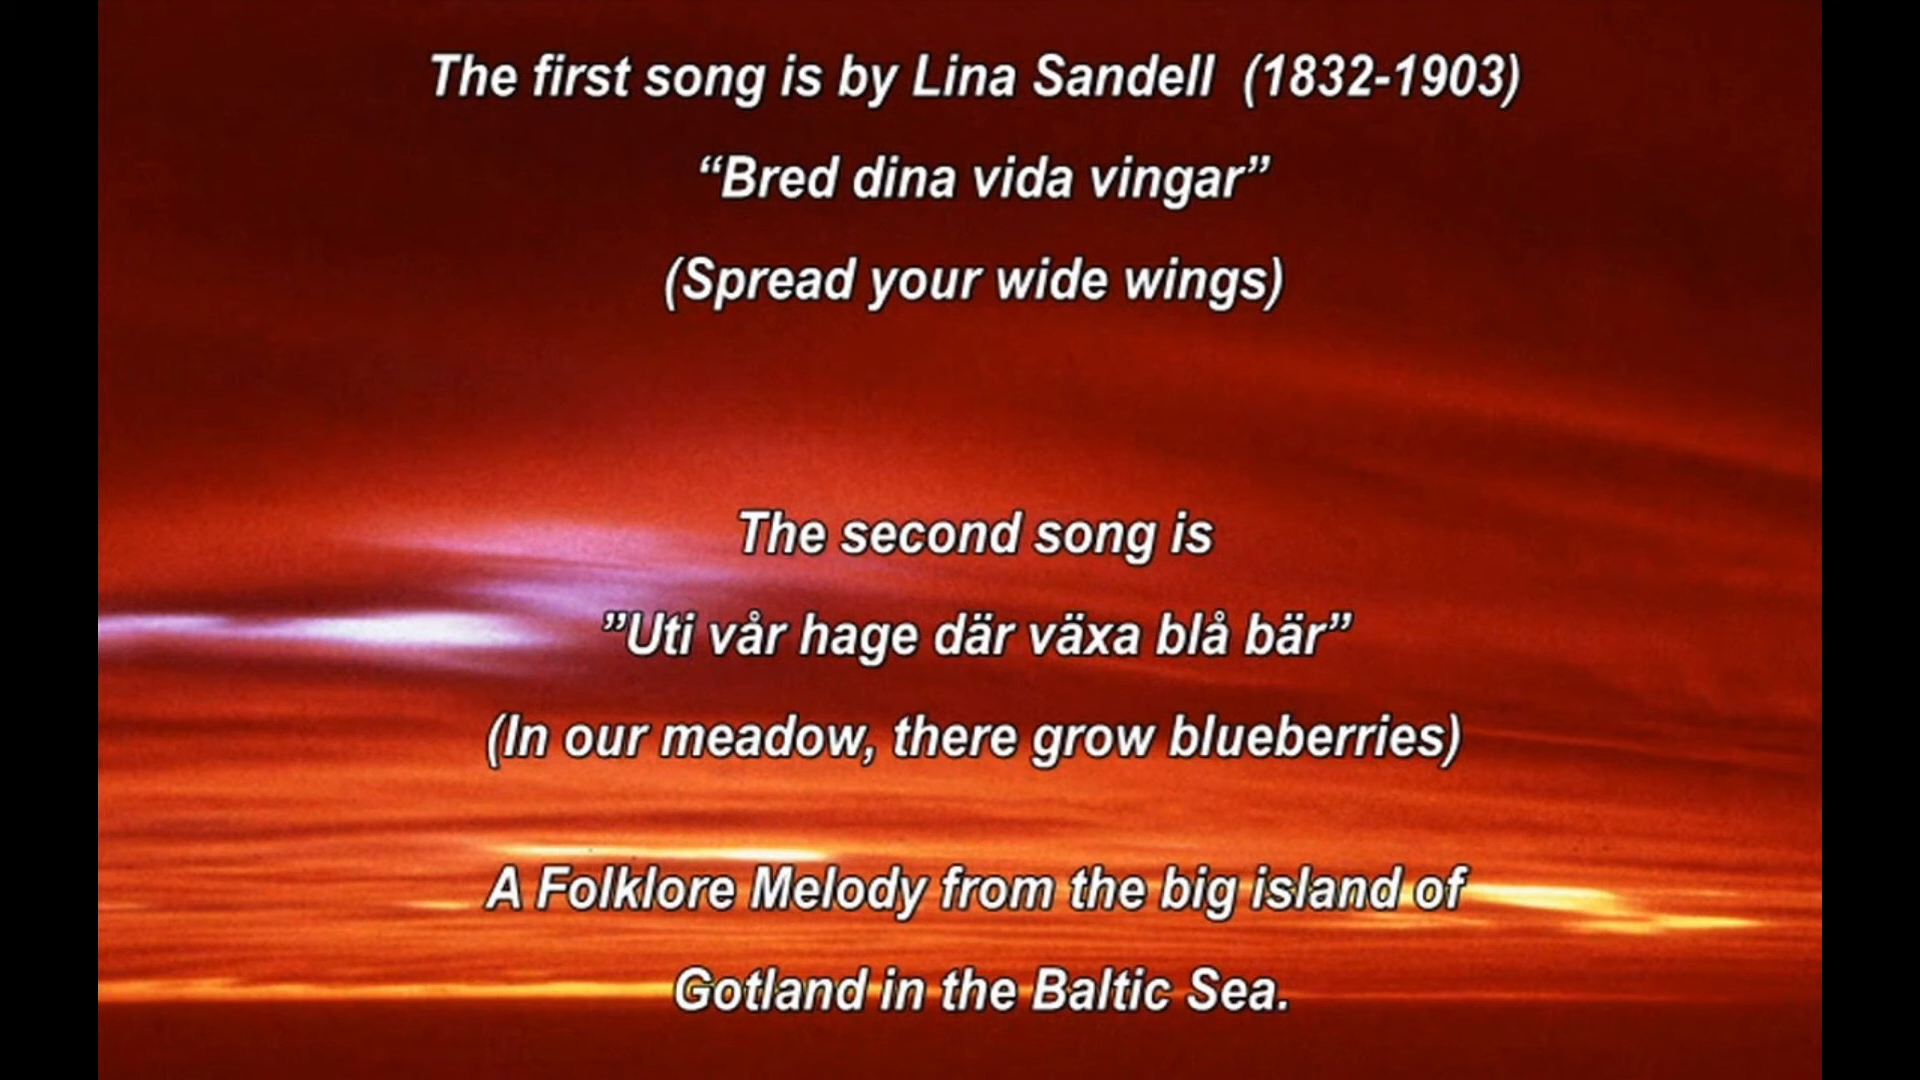 The first song is by Lina Sandell (1832-1903)
“Bred dina vida vingar”
(Spread your wide wings)
The second song is
”Uti vår hage där växa blå bär”
(In our meadow, there grow blueberries)
A Folklore Melody from the big island of
Gotland in the Baltic Sea.